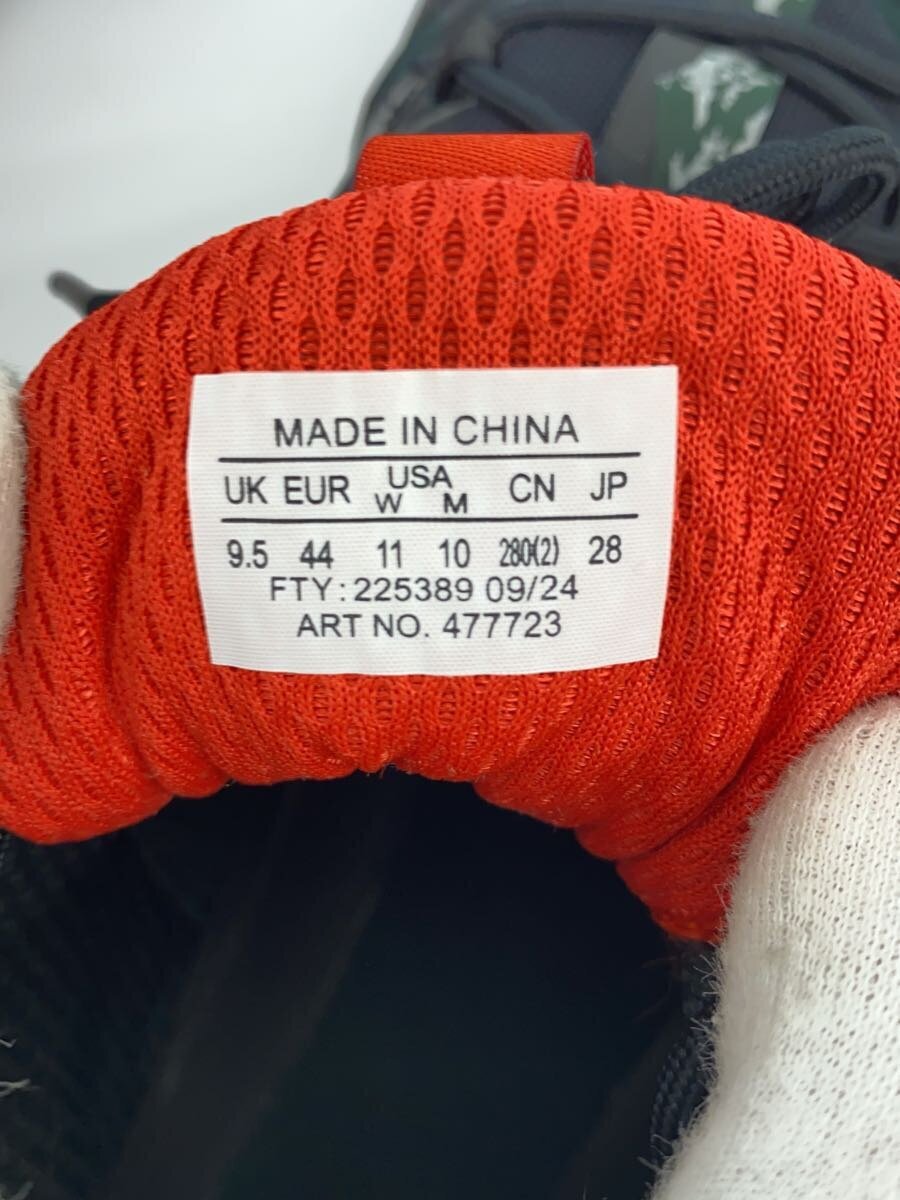 MADE IN CHINA
UK EUR USA W M CN JP
9.5 44 11 10 280(2) 28
FTY: 225389 09/24
ART NO. 477723